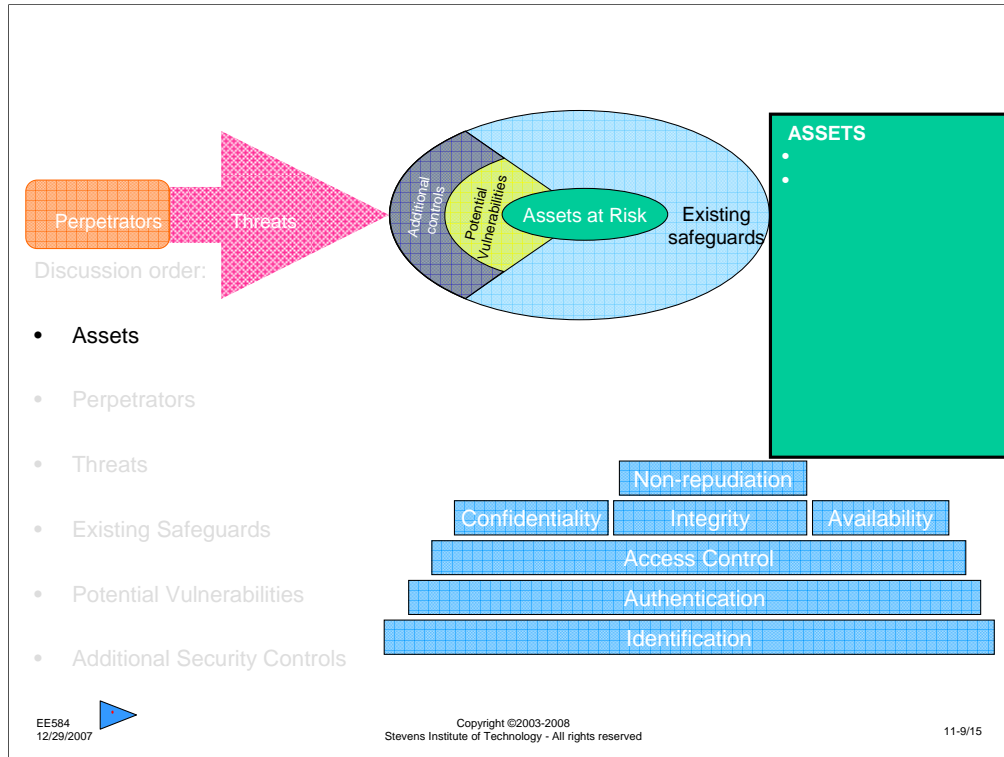 ASSETS
•
•
Perpetrators
Threats
Additional
controls
Potential
Vulnerabilities
Assets at Risk
Existing
safeguards
Discussion order:
• Assets
• Perpetrators
• Threats
• Existing Safeguards
• Potential Vulnerabilities
• Additional Security Controls
Non-repudiation
Confidentiality
Integrity
Availability
Access Control
Authentication
Identification
EE584
12/29/2007
Copyright ©2003-2008
Stevens Institute of Technology - All rights reserved
11-9/15